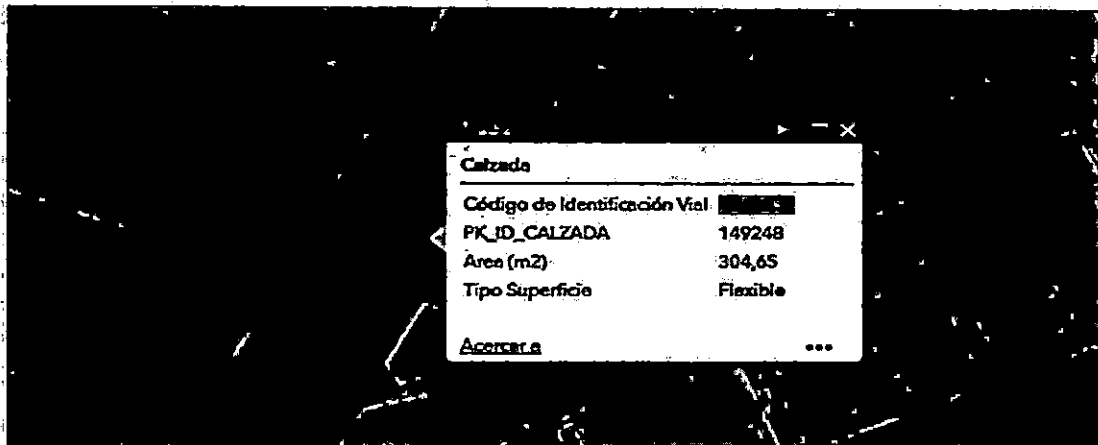 Calzada
Código de Identificación Vial
PK_ID_CALZADA 149248
Area (m2) 304,65
Tipo Superficie Flexible
Acercar a